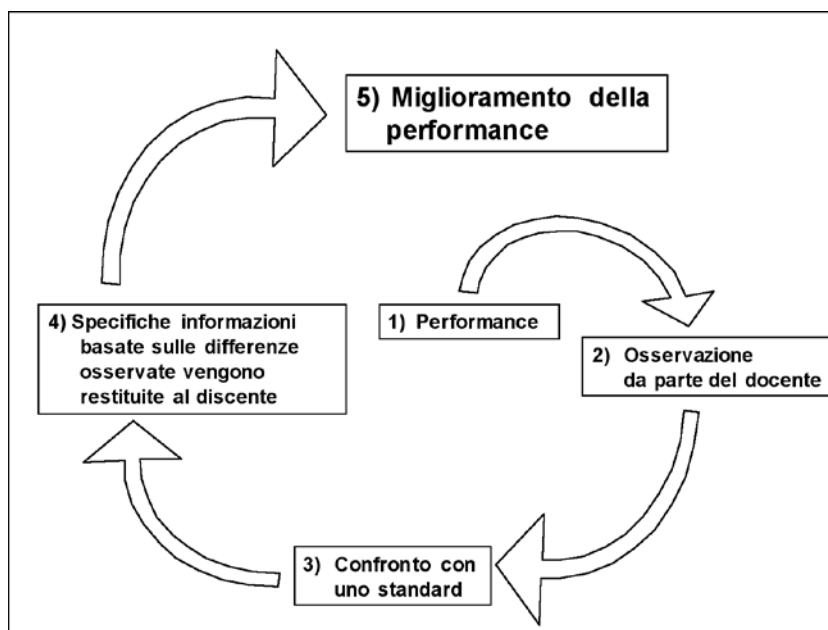 5) Miglioramento della
performance
1) Performance
2) Osservazione
da parte del docente
3) Confronto con
uno standard
4) Specifiche informazioni
basate sulle differenze
osservate vengono
restituite al discente